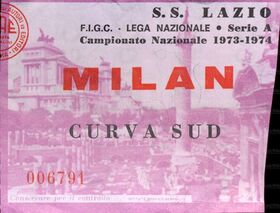 S.S. LAZIO
F.I.G.C. - LEGA NAZIONALE • Serie A
Campionato Nazionale 1973-1974
MILAN
CURVA SUD
006791
Conservare per il controllo